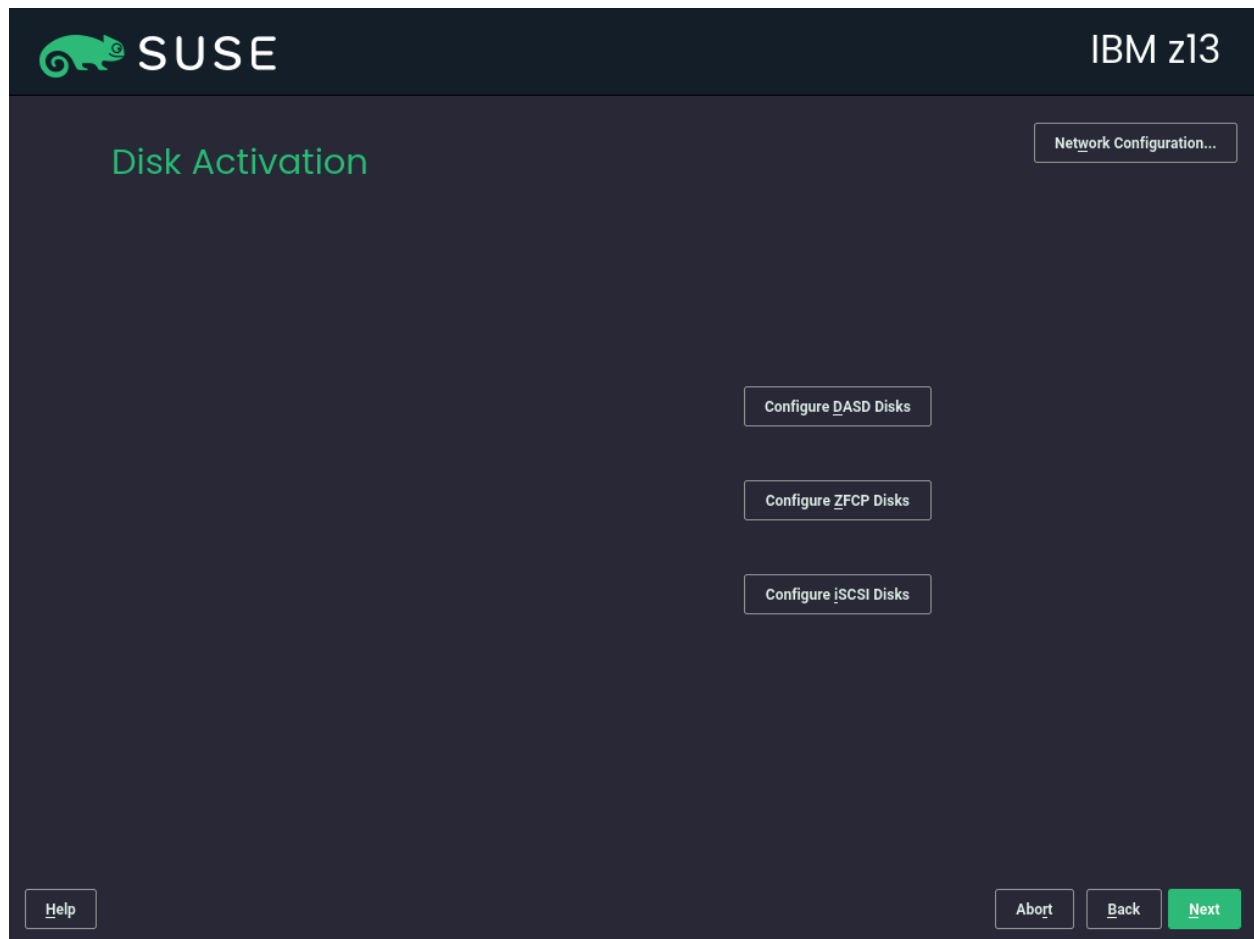 SUSE
IBM z13
Network Configuration...
Disk Activation
Configure DASD Disks
Configure ZFCP Disks
Configure iSCSI Disks
Help
Abort
Back
Next